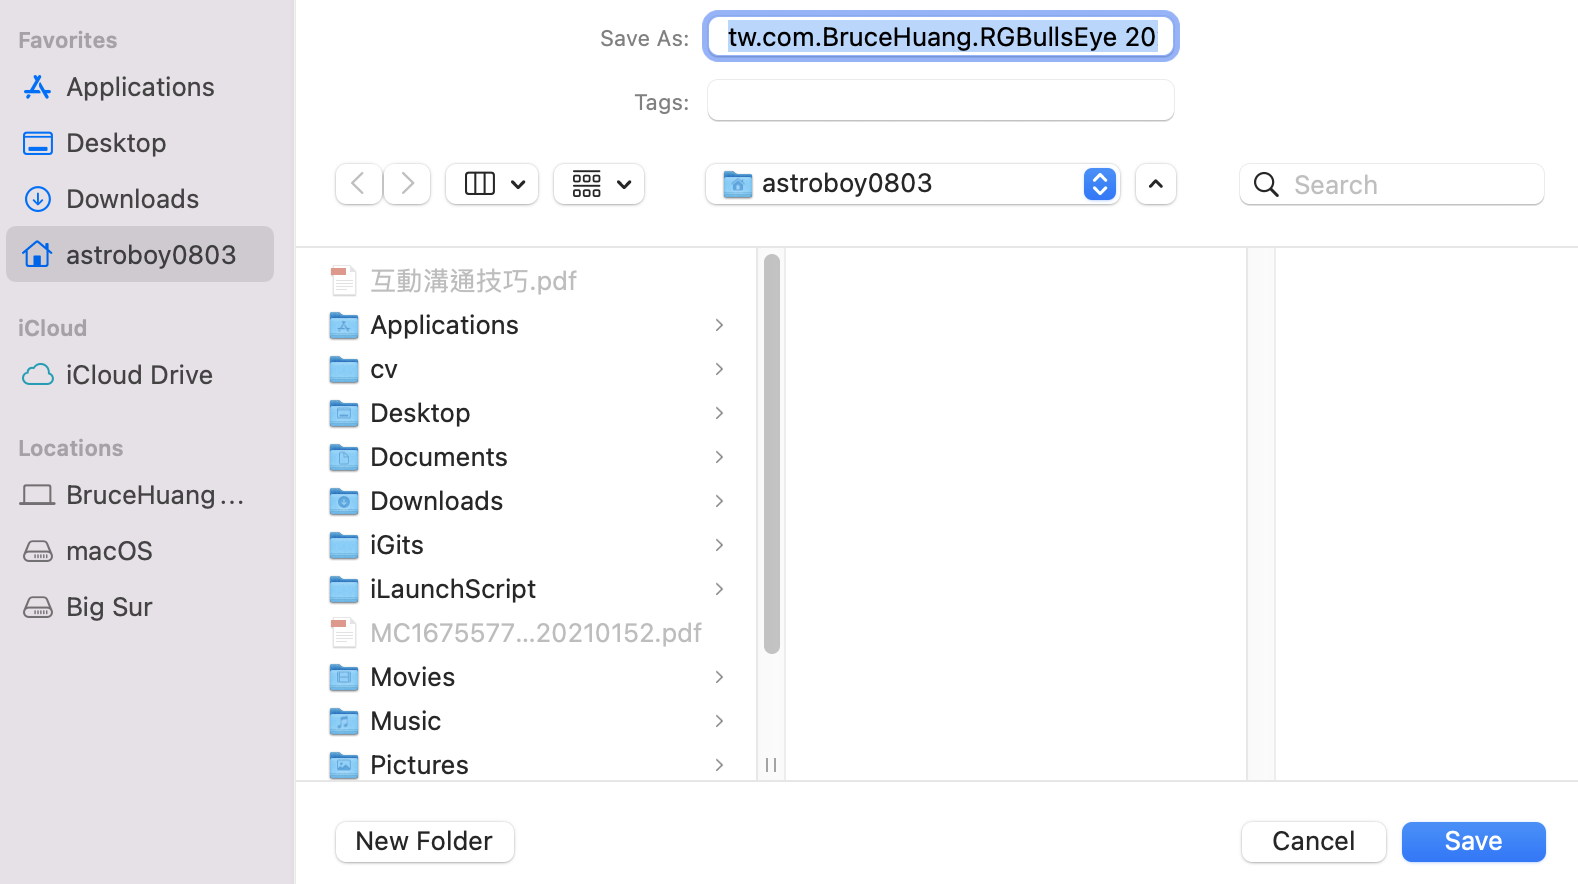 Favorites
Applications
Desktop
Downloads
astroboy0803
iCloud
iCloud Drive
Locations
BruceHuang...
macOS
Big Sur
Save As: tw.com.BruceHuang.RGBullsEye 20
Tags:
astroboy0803
Search
互動溝通技巧.pdf
Applications
cv
Desktop
Documents
Downloads
iGits
iLaunchScript
MC1675577...20210152.pdf
Movies
Music
Pictures
New Folder
Cancel
Save